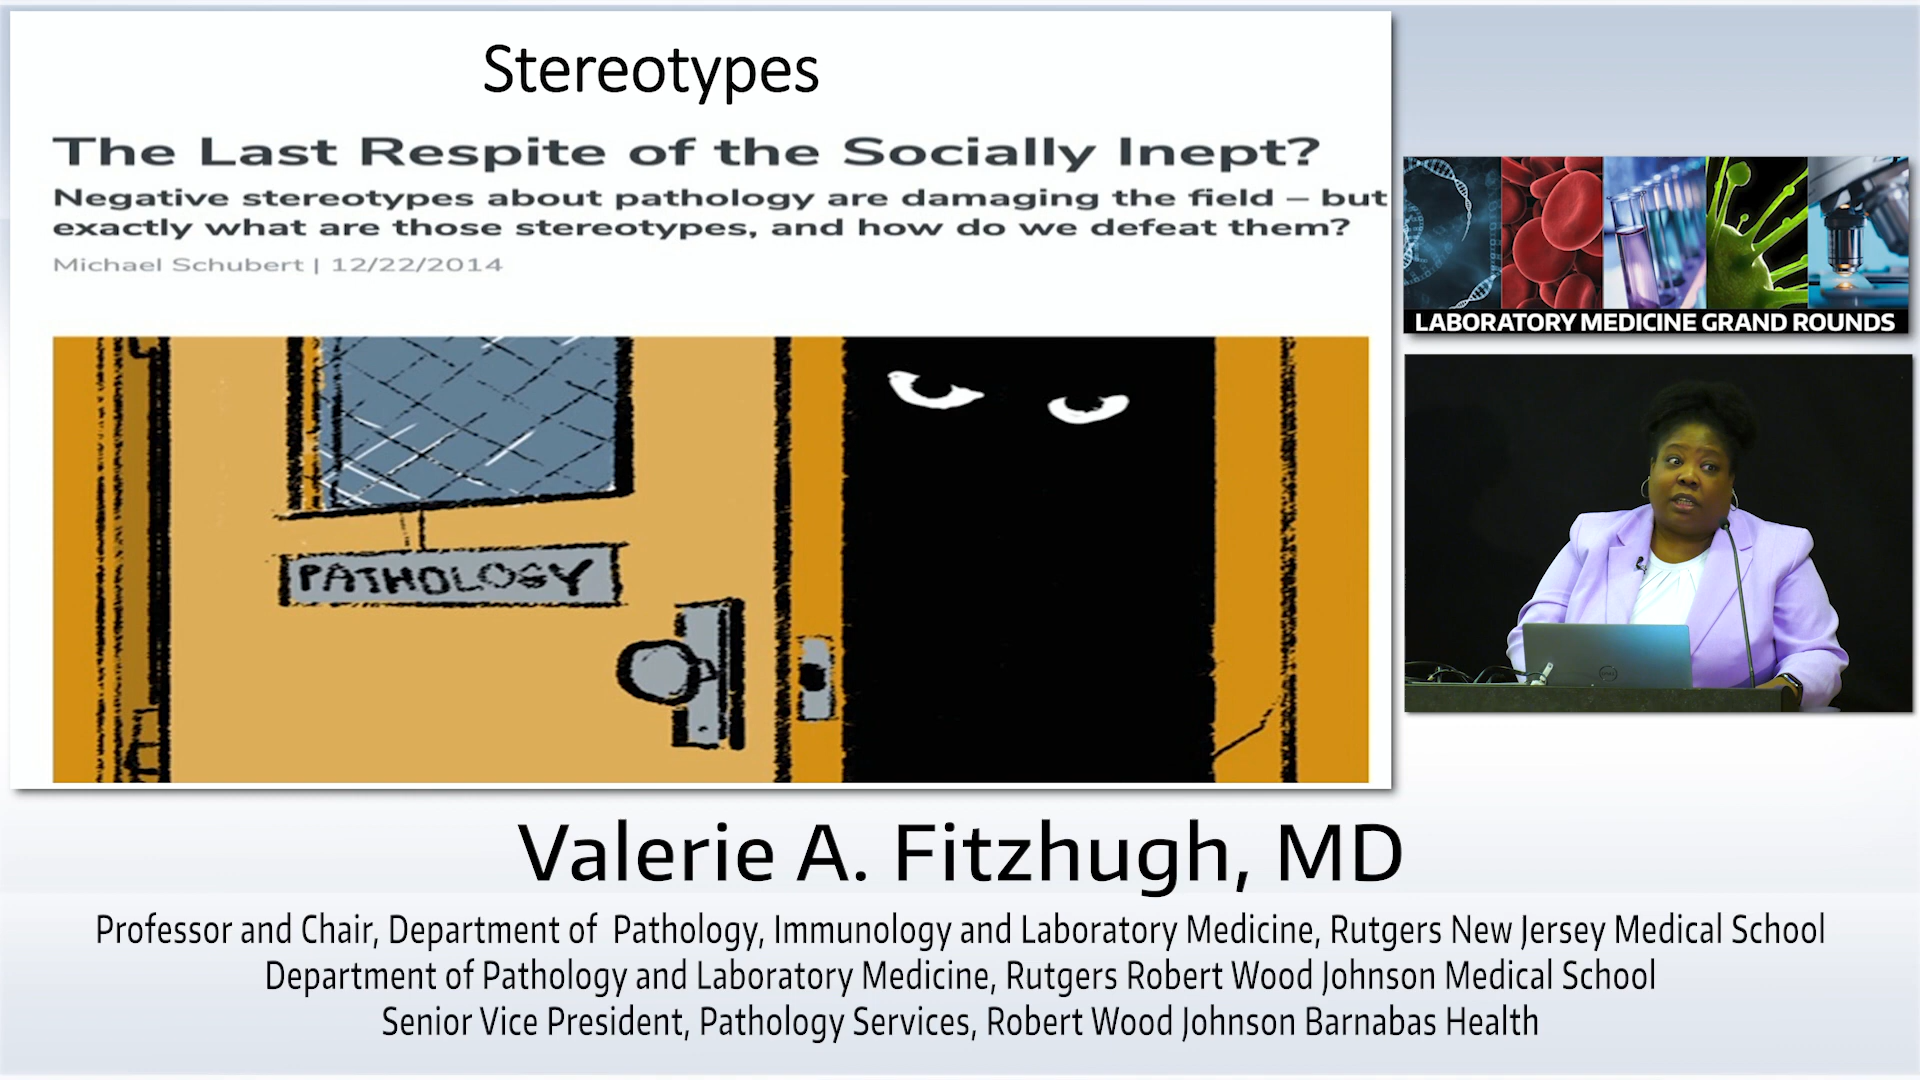 Stereotypes
The Last Respite of the Socially Inept?
Negative stereotypes about pathology are damaging the field – but
exactly what are those stereotypes, and how do we defeat them?
Michael Schubert | 12/22/2014
PATHOLOGY
LABORATORY MEDICINE GRAND ROUNDS
Valerie A. Fitzhugh, MD
Professor and Chair, Department of Pathology, Immunology and Laboratory Medicine, Rutgers New Jersey Medical School
Department of Pathology and Laboratory Medicine, Rutgers Robert Wood Johnson Medical School
Senior Vice President, Pathology Services, Robert Wood Johnson Barnabas Health